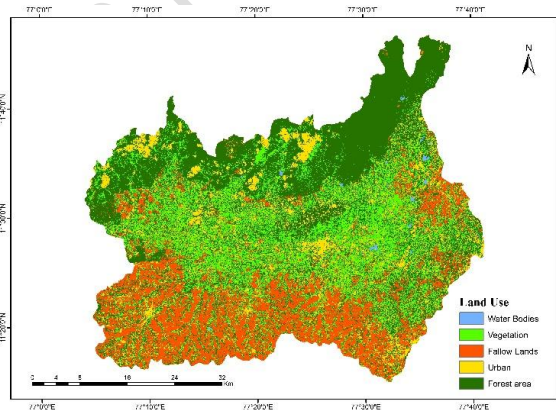 77°0'0"E 77°10'0"E 77°20'0"E 77°30'0"E 77°40'0"E
N
Land Use
Water Bodies
Vegetation
Fallow Lands
Urban
Forest area
0 4 8 16 24 32
Km
77°0'0"E 77°10'0"E 77°20'0"E 77°30'0"E 77°40'0"E